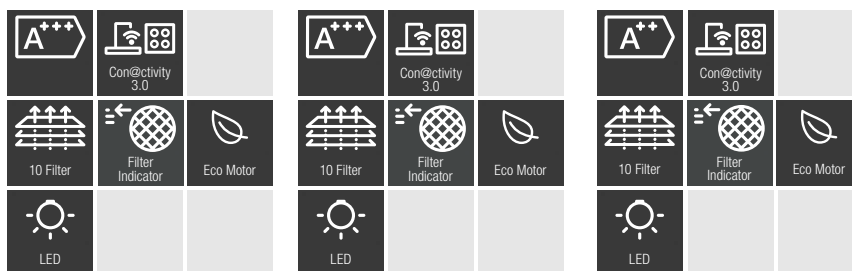 A+++
Con@ctivity
3.0
10 Filter
Filter
Indicator
Eco Motor
LED
A+++
Con@ctivity
3.0
10 Filter
Filter
Indicator
Eco Motor
LED
A++
Con@ctivity
3.0
10 Filter
Filter
Indicator
Eco Motor
LED